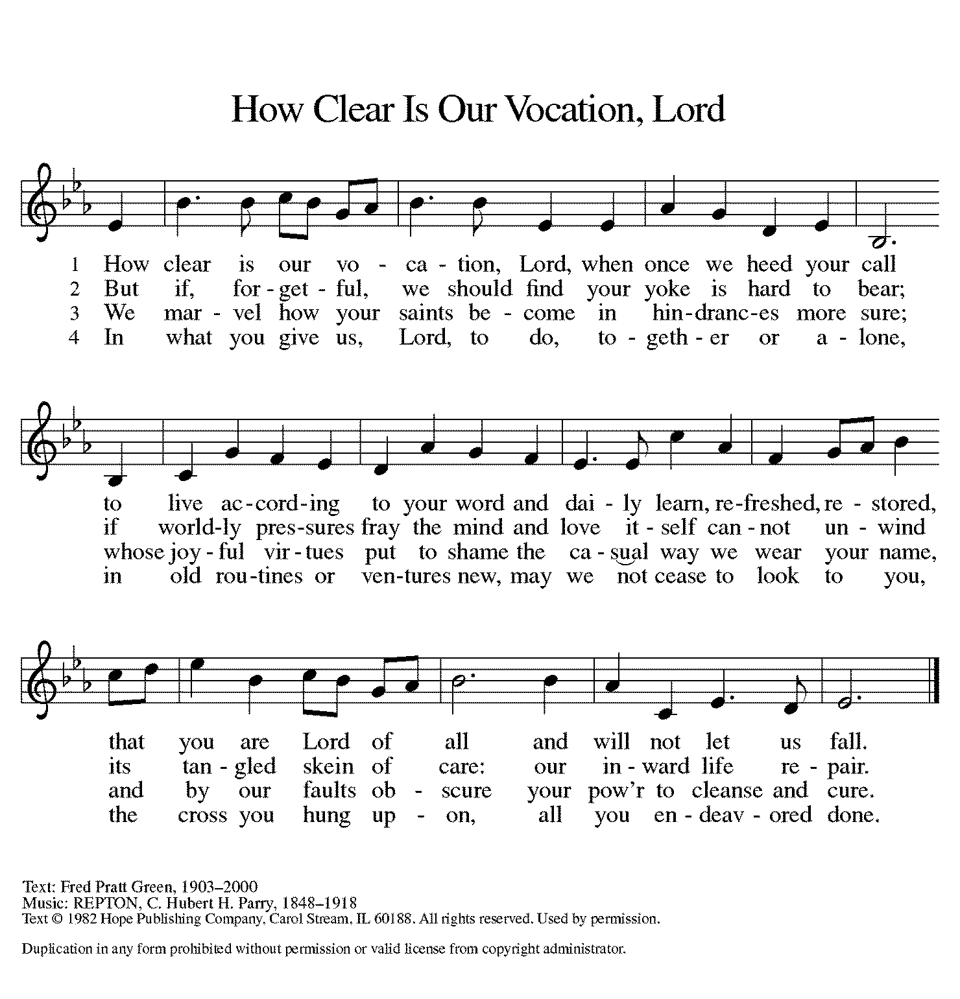 How Clear Is Our Vocation, Lord
1 How clear is our vo - ca - tion, Lord, when once we heed your call
2 But if, for - get - ful, we should find your yoke is hard to bear;
3 We mar - vel how your saints be - come in hin - dranc - es more sure;
4 In what you give us, Lord, to do, to - geth - er or a - lone,
to live ac - cord - ing to your word and dai - ly learn, re - freshed, re - stored,
if world - ly pres - sures fray the mind and love it - self can - not un - wind
whose joy - ful vir - tues put to shame the ca - sual way we wear your name,
in old rou - tines or ven - tures new, may we not cease to look to you,
that you are Lord of all and will not let us fall.
its tan - gled skein of care: our in - ward life re - pair.
and by our faults ob - scure your pow'r to cleanse and cure.
the cross you hung up - on, all you en - deav - ored done.
Text: Fred Pratt Green, 1903–2000
Music: REPTON, C. Hubert H. Parry, 1848–1918
Text © 1982 Hope Publishing Company, Carol Stream, IL 60188. All rights reserved. Used by permission.
Duplication in any form prohibited without permission or valid license from copyright administrator.